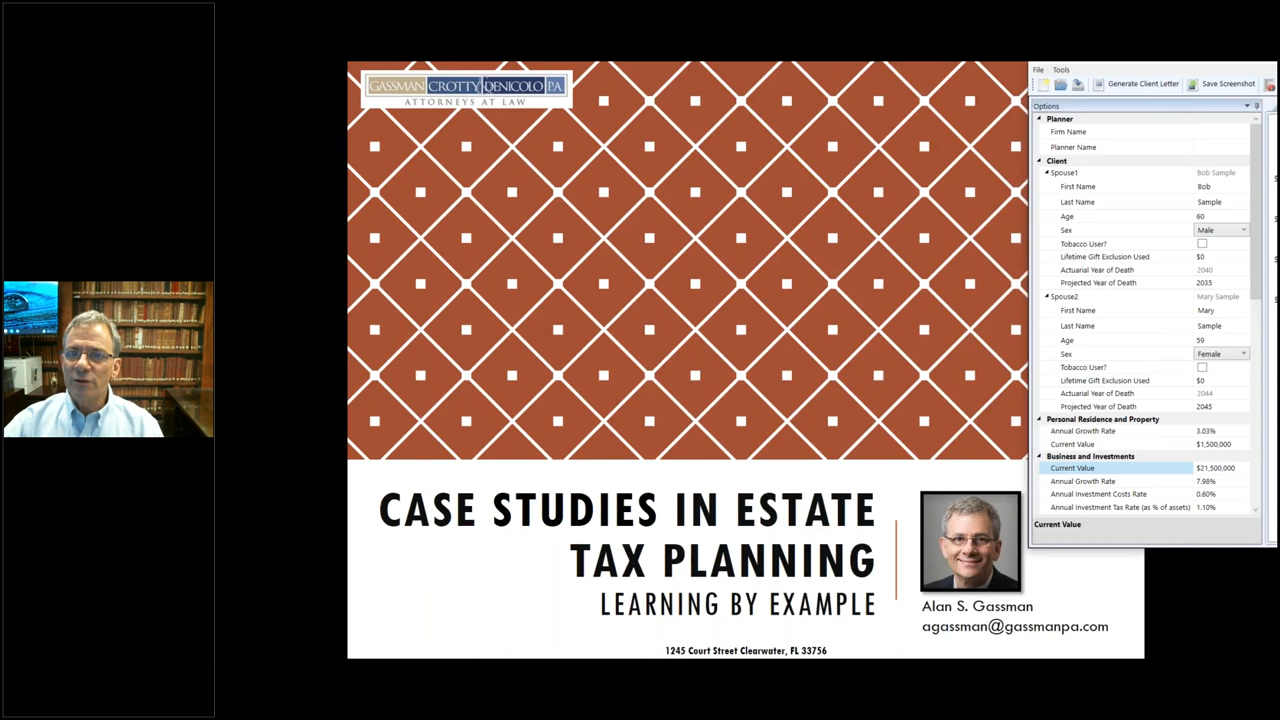 GASSMAN CROTTY DENICOLO PA
ATTORNEYS AT LAW
CASE STUDIES IN ESTATE
TAX PLANNING
LEARNING BY EXAMPLE
Alan S. Gassman
agassman@gassmanpa.com
1245 Court Street Clearwater, FL 33756
File Tools
Generate Client Letter Save Screenshot
Options
Planner
Firm Name
Planner Name
Client
Spouse1 Bob Sample
First Name Bob
Last Name Sample
Age 60
Sex Male
Tobacco User?
Lifetime Gift Exclusion Used $0
Actuarial Year of Death 2040
Projected Year of Death 2035
Spouse2 Mary Sample
First Name Mary
Last Name Sample
Age 59
Sex Female
Tobacco User?
Lifetime Gift Exclusion Used $0
Actuarial Year of Death 2044
Projected Year of Death 2045
Personal Residence and Property
Annual Growth Rate 3.03%
Current Value $1,500,000
Business and Investments
Current Value $21,500,000
Annual Growth Rate 7.98%
Annual Investment Costs Rate 0.60%
Annual Investment Tax Rate (as % of assets) 1.10%
Current Value